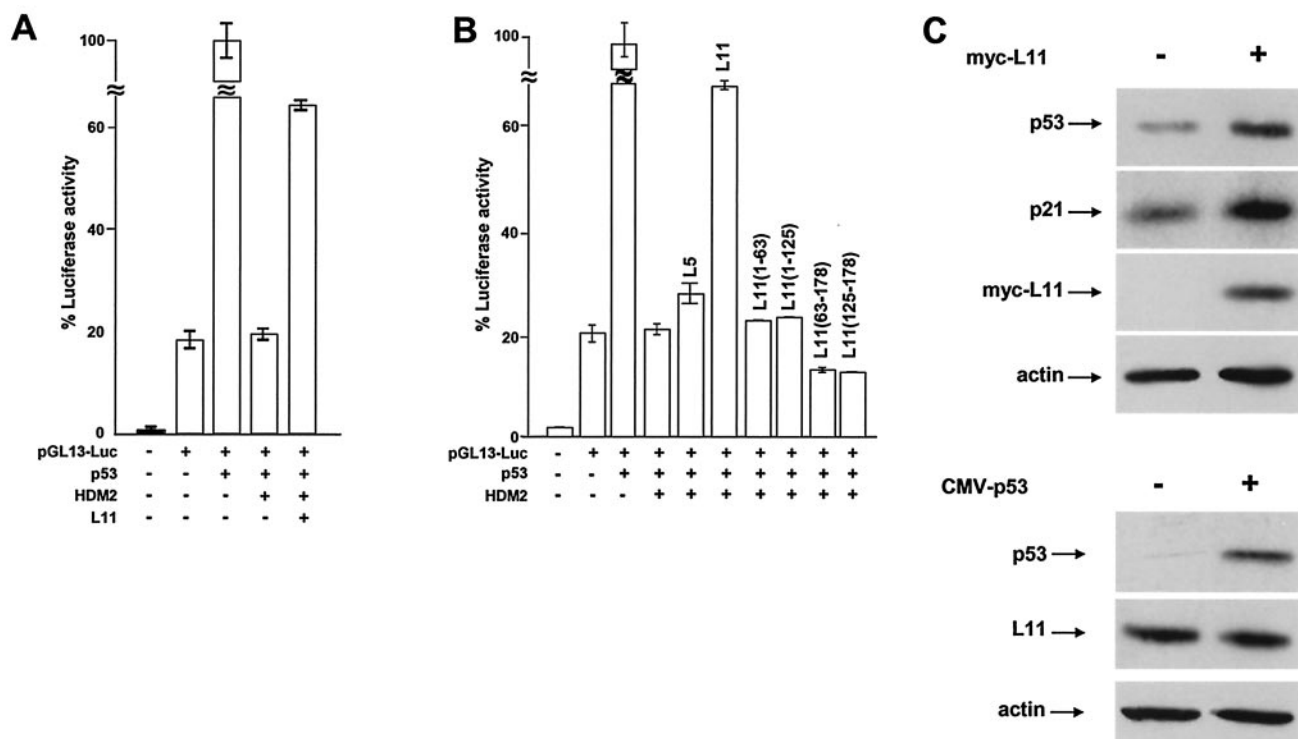 A
% Luciferase activity
100
60
40
20
0
pGL13-Luc - + + + +
p53 - - + + +
HDM2 - - - + +
L11 - - - - +
B
% Luciferase activity
100
60
40
20
0
L5
L11
L11(1-63)
L11(1-125)
L11(63-178)
L11(125-178)
pGL13-Luc - + + + + + + + + +
p53 - - + + + + + + + +
HDM2 - - - + + + + + + +
C
myc-L11 - +
p53
p21
myc-L11
actin
CMV-p53 - +
p53
L11
actin